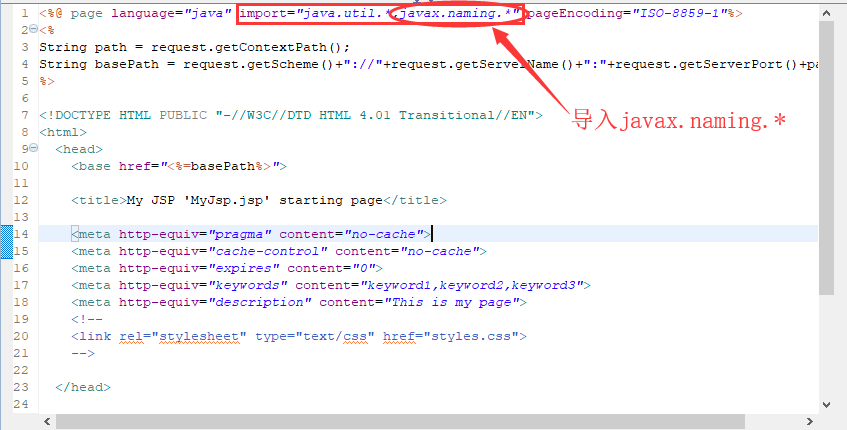 1 <%@ page language="java" import="java.util.*,javax.naming.*" pageEncoding="ISO-8859-1"%>
2 <%
3 String path = request.getContextPath();
4 String basePath = request.getScheme()+"://"+request.getServerName()+":"+request.getServerPort()+pa
5 %>
6
7 <!DOCTYPE HTML PUBLIC "-//W3C//DTD HTML 4.01 Transitional//EN">
导入javax.naming.*
8 <html>
9 <head>
10 <base href="<%=basePath%>">
11
12 <title>My JSP 'MyJsp.jsp' starting page</title>
13
14 <meta http-equiv="pragma" content="no-cache">
15 <meta http-equiv="cache-control" content="no-cache">
16 <meta http-equiv="expires" content="0">
17 <meta http-equiv="keywords" content="keyword1,keyword2,keyword3">
18 <meta http-equiv="description" content="This is my page">
19 <!--
20 <link rel="stylesheet" type="text/css" href="styles.css">
21 -->
22
23 </head>
24